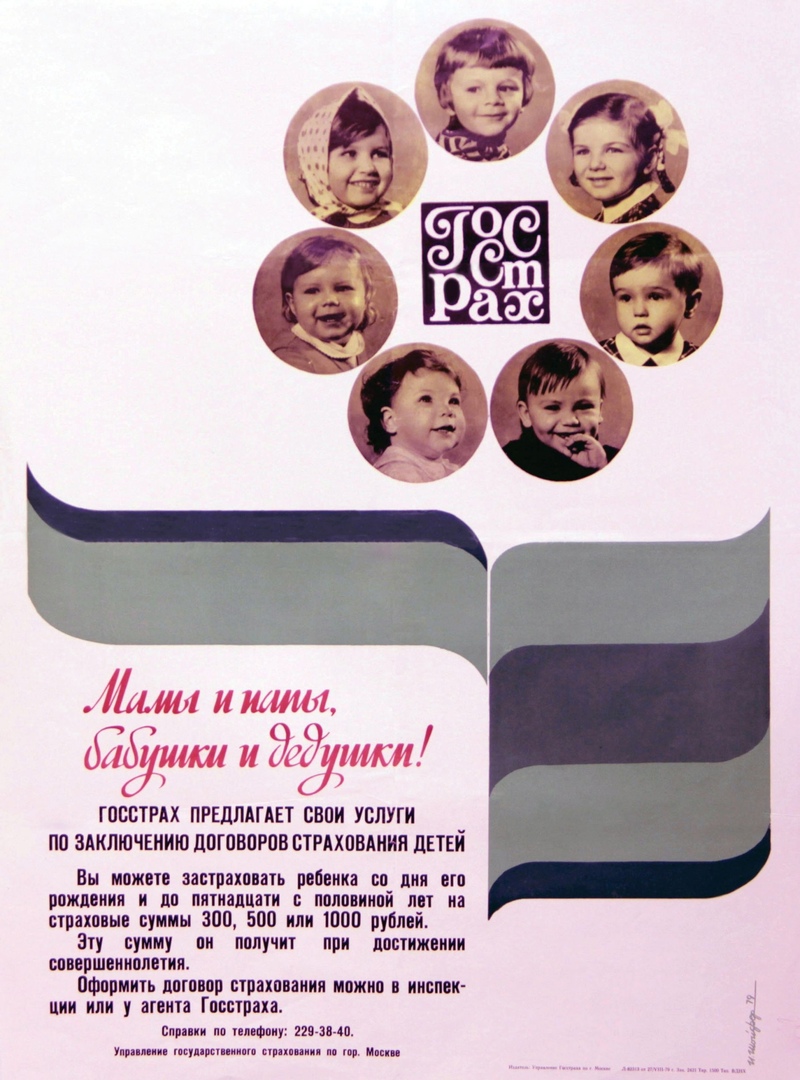 Гос
Ст
рах
Мамы и папы,
бабушки и дедушки!
ГОССТРАХ ПРЕДЛАГАЕТ СВОИ УСЛУГИ
ПО ЗАКЛЮЧЕНИЮ ДОГОВОРОВ СТРАХОВАНИЯ ДЕТЕЙ
Вы можете застраховать ребенка со дня его
рождения и до пятнадцати с половиной лет на
страховые суммы 300, 500 или 1000 рублей.
Эту сумму он получит при достижении
совершеннолетия.
Оформить договор страхования можно в инспек-
ции или у агента Госстраха.
Справки по телефону: 229-38-40.
Управление государственного страхования по гор. Москве